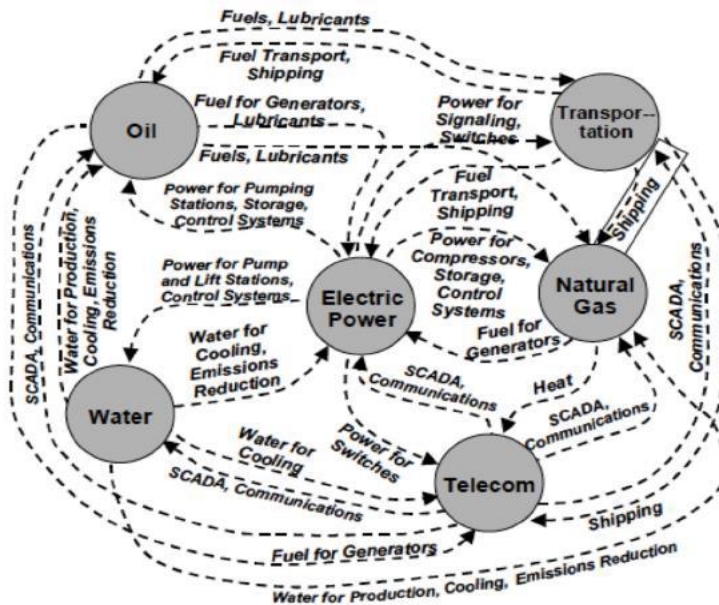 Fuels, Lubricants
Fuel Transport,
Shipping
Oil
Fuel for Generators,
Lubricants
Power for
Signaling,
Switches
Transpor--
tation
Fuels, Lubricants
Power for Pumping
Stations, Storage,
Control Systems
Fuel
Transport,
Shipping
Shipping
SCADA, Communications
Water for Production,
Cooling, Emissions
Reduction
Power for Pump
and Lift Stations,
Control Systems
Electric
Power
Power for
Compressors,
Storage,
Control
Systems
Natural
Gas
SCADA,
Communications
Water for
Cooling,
Emissions
Reduction
Fuel for
Generators
SCADA,
Communications
Heat
SCADA,
Communications
Water
Water for
Cooling
Power for
Switches
SCADA, Communications
Telecom
Shipping
Fuel for Generators
Water for Production, Cooling, Emissions Reduction